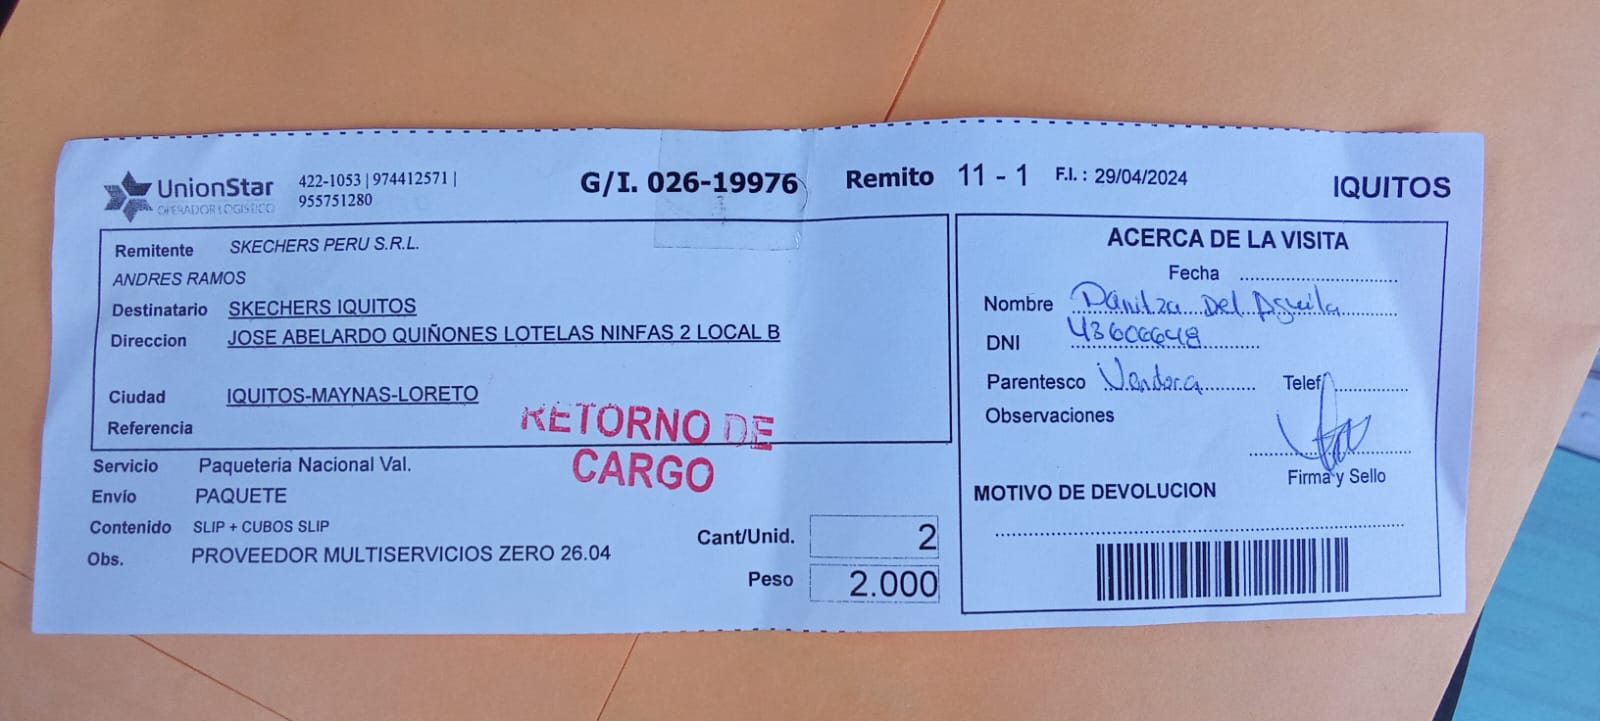 UnionStar
OPERADOR LOGISTICO
422-1053 | 974412571 |
955751280
G/I. 026-19976
Remito 11 - 1 F.I. : 29/04/2024
IQUITOS
Remitente SKECHERS PERU S.R.L.
ANDRES RAMOS
Destinatario SKECHERS IQUITOS
Direccion JOSE ABELARDO QUIÑONES LOTELAS NINFAS 2 LOCAL B
Ciudad IQUITOS-MAYNAS-LORETO
Referencia
RETORNO DE
CARGO
Servicio Paqueteria Nacional Val.
Envío PAQUETE
Contenido SLIP + CUBOS SLIP
Obs. PROVEEDOR MULTISERVICIOS ZERO 26.04
Cant/Unid. 2
Peso 2.000
ACERCA DE LA VISITA
Fecha
Nombre Danitza Del Aguila
DNI 43606648
Parentesco Vendora Telef
Observaciones
Firma y Sello
MOTIVO DE DEVOLUCION